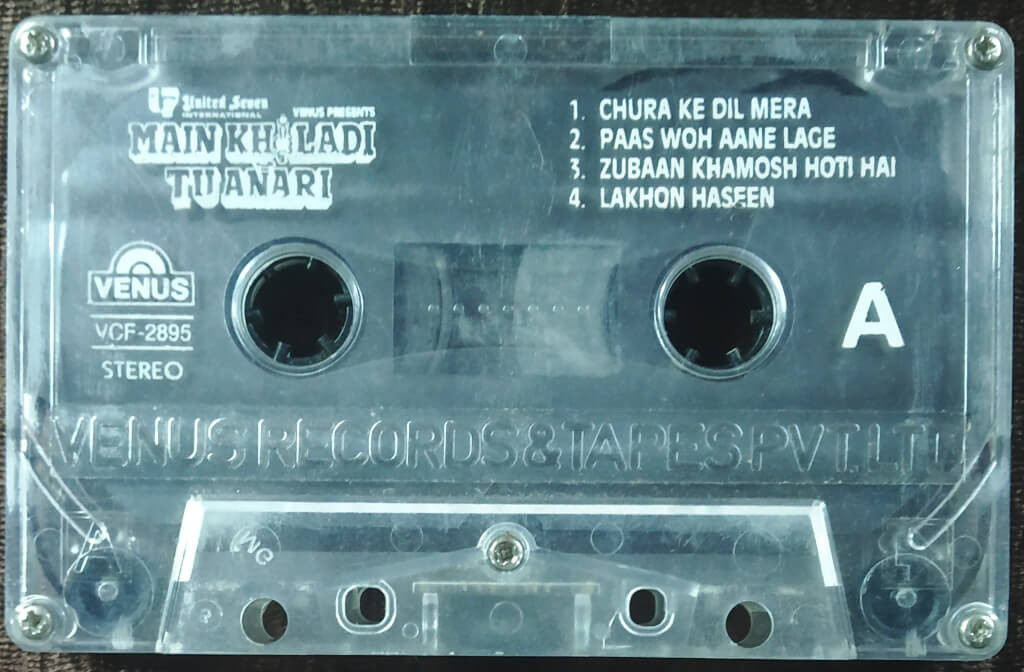 United Seven
INTERNATIONAL
VENUS PRESENTS
MAIN KHILADI
TU ANARI
1. CHURA KE DIL MERA
2. PAAS WOH AANE LAGE
3. ZUBAAN KHAMOSH HOTI HAI
4. LAKHON HASEEN
VENUS
VCF-2895
STEREO
A
VENUS RECORDS & TAPES PVT. LTD
A